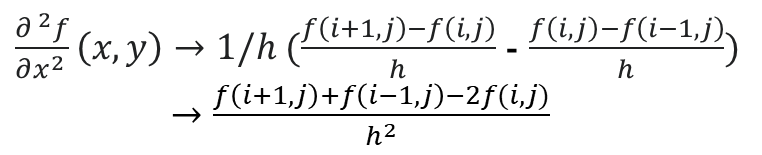 ∂²f/∂x² (x, y) → 1/h ( (f(i+1,j)−f(i,j))/h - (f(i,j)−f(i−1,j))/h )
→ (f(i+1,j)+f(i−1,j)−2f(i,j))/h²